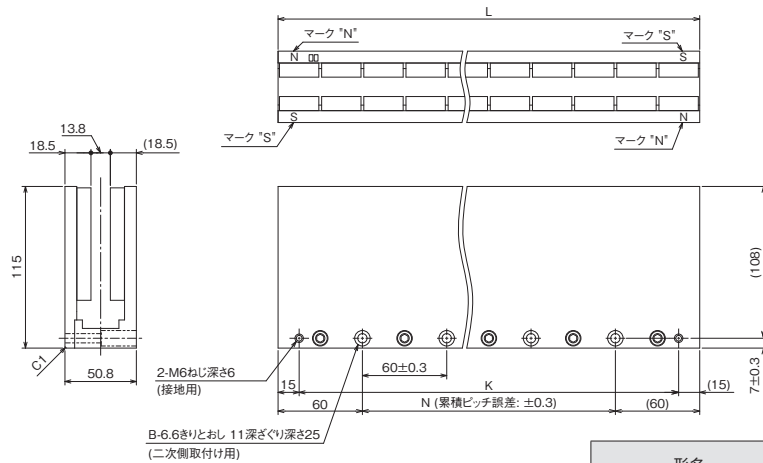 L
マーク "N"
マーク "S"
N
S
S
N
マーク "S"
マーク "N"
13.8
18.5
(18.5)
115
(108)
C1
50.8
2-M6ねじ深さ6
(接地用)
60±0.3
15
K
(15)
7±0.3
60
N (累積ピッチ誤差: ±0.3)
(60)
B-6.6きりとおし 11深ざぐり深さ25
(二次側取付け用)